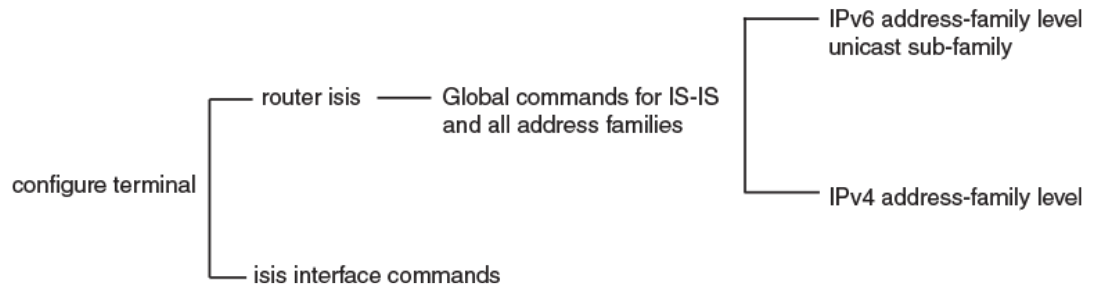 IPv6 address-family level
unicast sub-family
router isis
Global commands for IS-IS
and all address families
configure terminal
IPv4 address-family level
isis interface commands